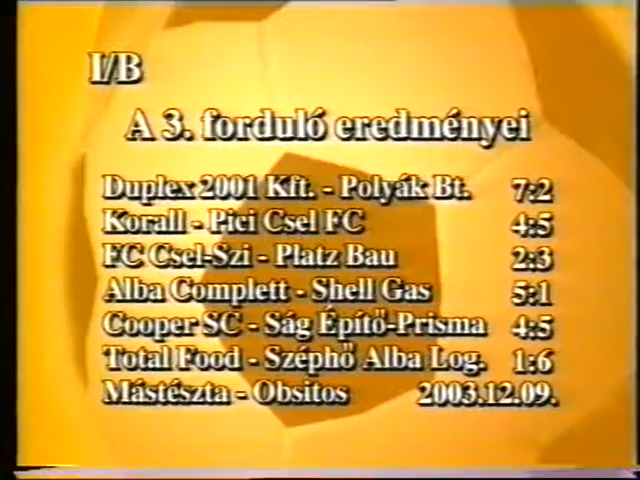 I/B
A 3. forduló eredményei
Duplex 2001 Kft. - Polyák Bt. 7:2
Korall - Pici Csel FC 4:5
FC Csel-Szi - Platz Bau 2:3
Alba Complett - Shell Gas 5:1
Cooper SC - Ság Építő-Prisma 4:5
Total Food - Széphő Alba Log. 1:6
Mástészta - Obsitos 2003.12.09.